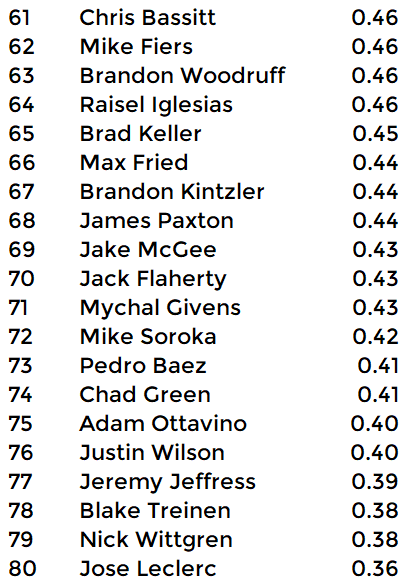 61 Chris Bassitt 0.46
62 Mike Fiers 0.46
63 Brandon Woodruff 0.46
64 Raisel Iglesias 0.46
65 Brad Keller 0.45
66 Max Fried 0.44
67 Brandon Kintzler 0.44
68 James Paxton 0.44
69 Jake McGee 0.43
70 Jack Flaherty 0.43
71 Mychal Givens 0.43
72 Mike Soroka 0.42
73 Pedro Baez 0.41
74 Chad Green 0.41
75 Adam Ottavino 0.40
76 Justin Wilson 0.40
77 Jeremy Jeffress 0.39
78 Blake Treinen 0.38
79 Nick Wittgren 0.38
80 Jose Leclerc 0.36